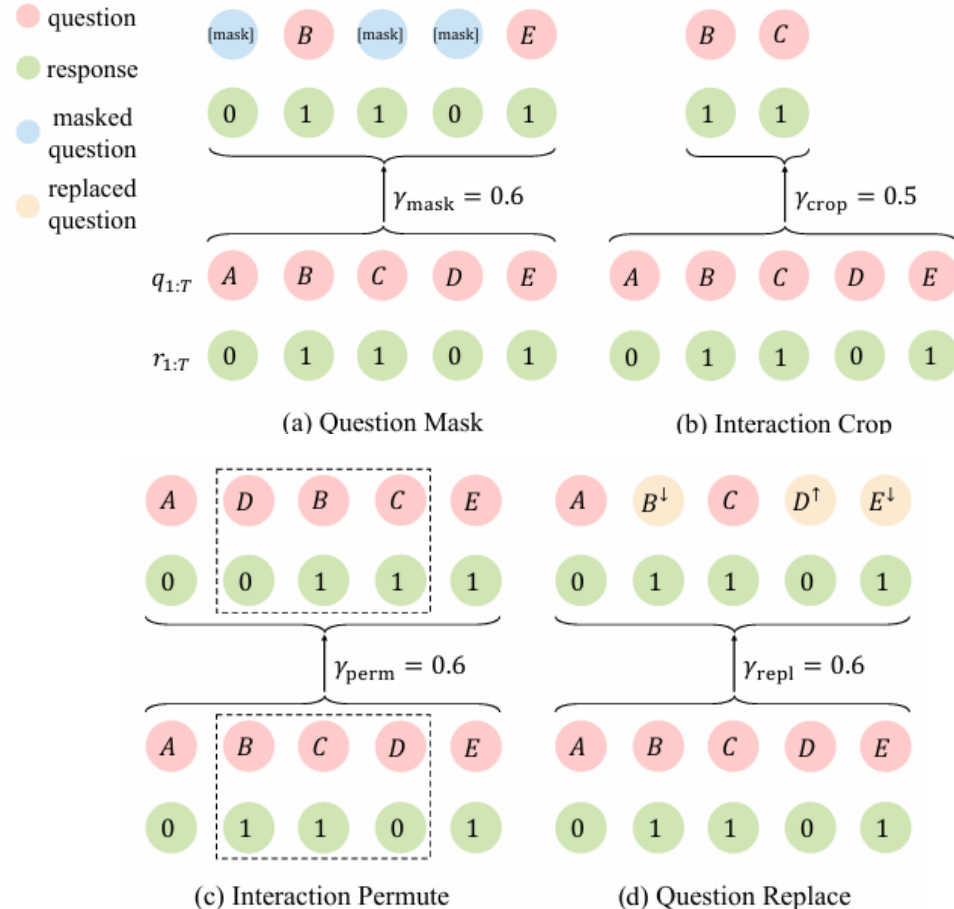 question
response
masked
question
replaced
question
[mask] B [mask] [mask] E
0 1 1 0 1
γmask = 0.6
q1:T A B C D E
r1:T 0 1 1 0 1
(a) Question Mask
B C
1 1
γcrop = 0.5
A B C D E
0 1 1 0 1
(b) Interaction Crop
A D B C E
0 0 1 1 1
γperm = 0.6
A B C D E
0 1 1 0 1
(c) Interaction Permute
A B↓ C D↑ E↓
0 1 1 0 1
γrepl = 0.6
A B C D E
0 1 1 0 1
(d) Question Replace